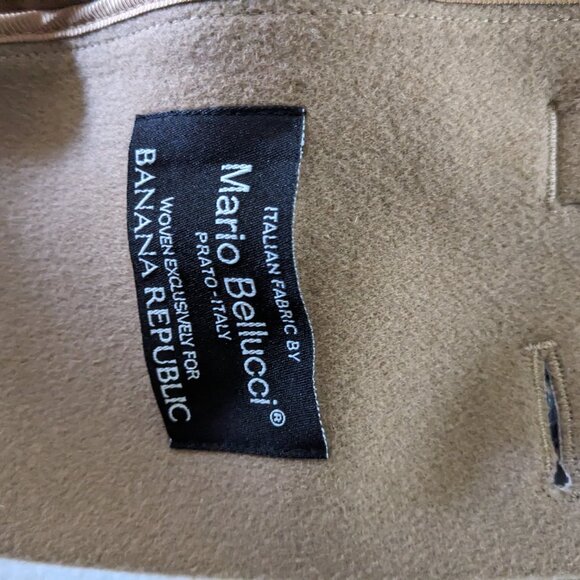 ITALIAN FABRIC BY
Mario Bellucci®
PRATO-ITALY
WOVEN EXCLUSIVELY FOR
BANANA REPUBLIC